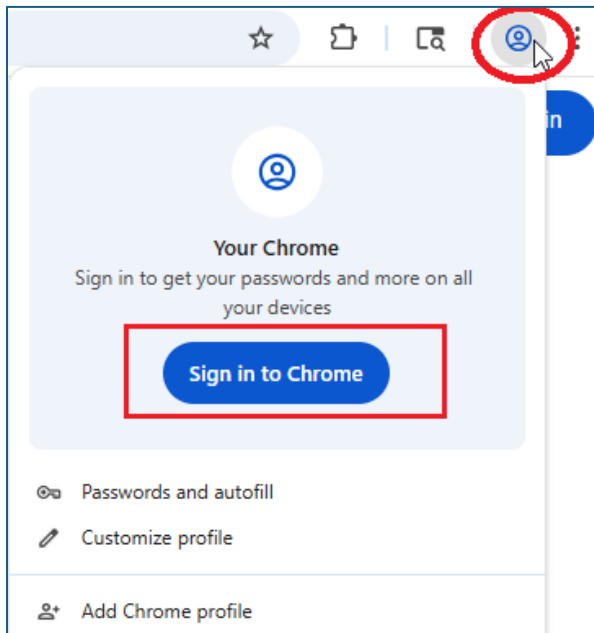 in
Your Chrome
Sign in to get your passwords and more on all
your devices
Sign in to Chrome
Passwords and autofill
Customize profile
Add Chrome profile